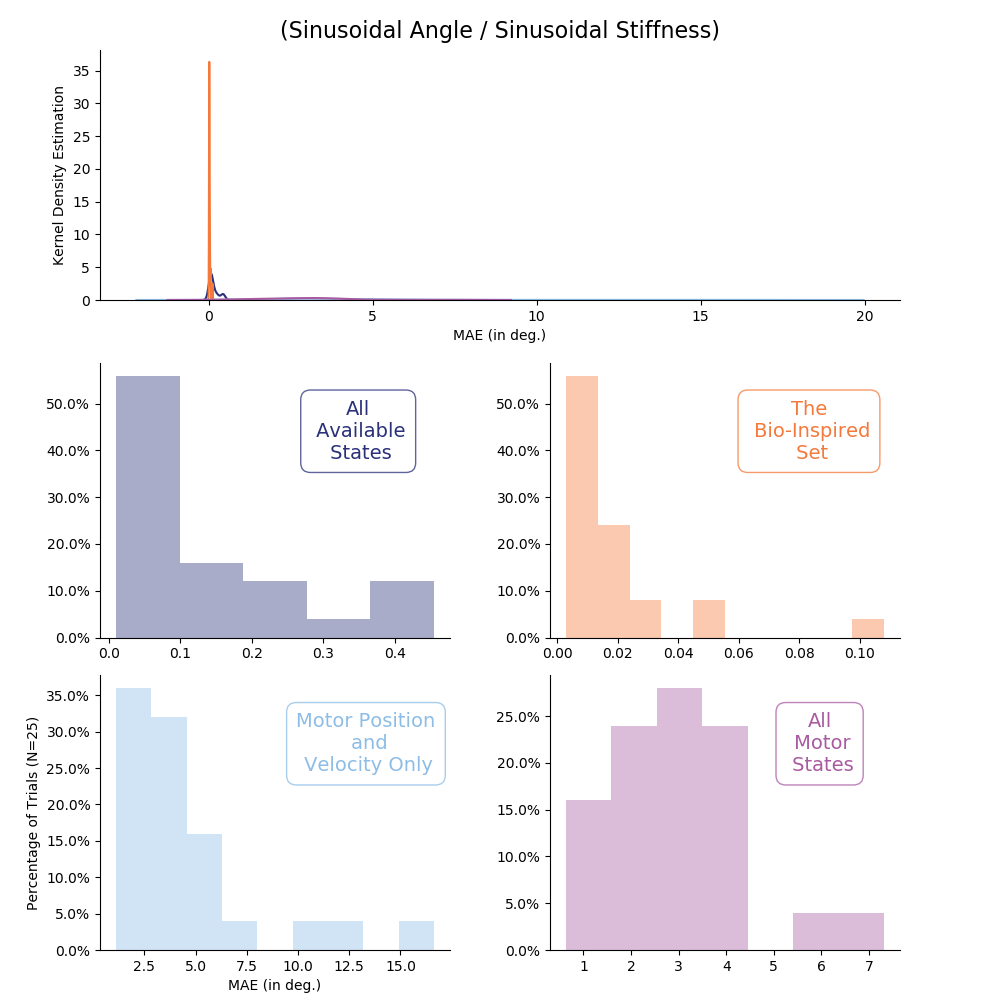 (Sinusoidal Angle / Sinusoidal Stiffness)
Kernel Density Estimation
35
30
25
20
15
10
5
0
0 5 10 15 20
MAE (in deg.)
50.0%
40.0%
30.0%
20.0%
10.0%
0.0%
0.0 0.1 0.2 0.3 0.4
All
Available
States
50.0%
40.0%
30.0%
20.0%
10.0%
0.0%
0.00 0.02 0.04 0.06 0.08 0.10
The
Bio-Inspired
Set
Percentage of Trials (N=25)
35.0%
30.0%
25.0%
20.0%
15.0%
10.0%
5.0%
0.0%
2.5 5.0 7.5 10.0 12.5 15.0
MAE (in deg.)
Motor Position
and
Velocity Only
25.0%
20.0%
15.0%
10.0%
5.0%
0.0%
1 2 3 4 5 6 7
All
Motor
States